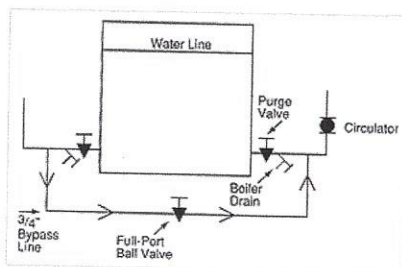 Water Line
Purge
Valve
Circulator
Boiler
Drain
3/4"
Bypass
Line
Full-Port
Ball Valve